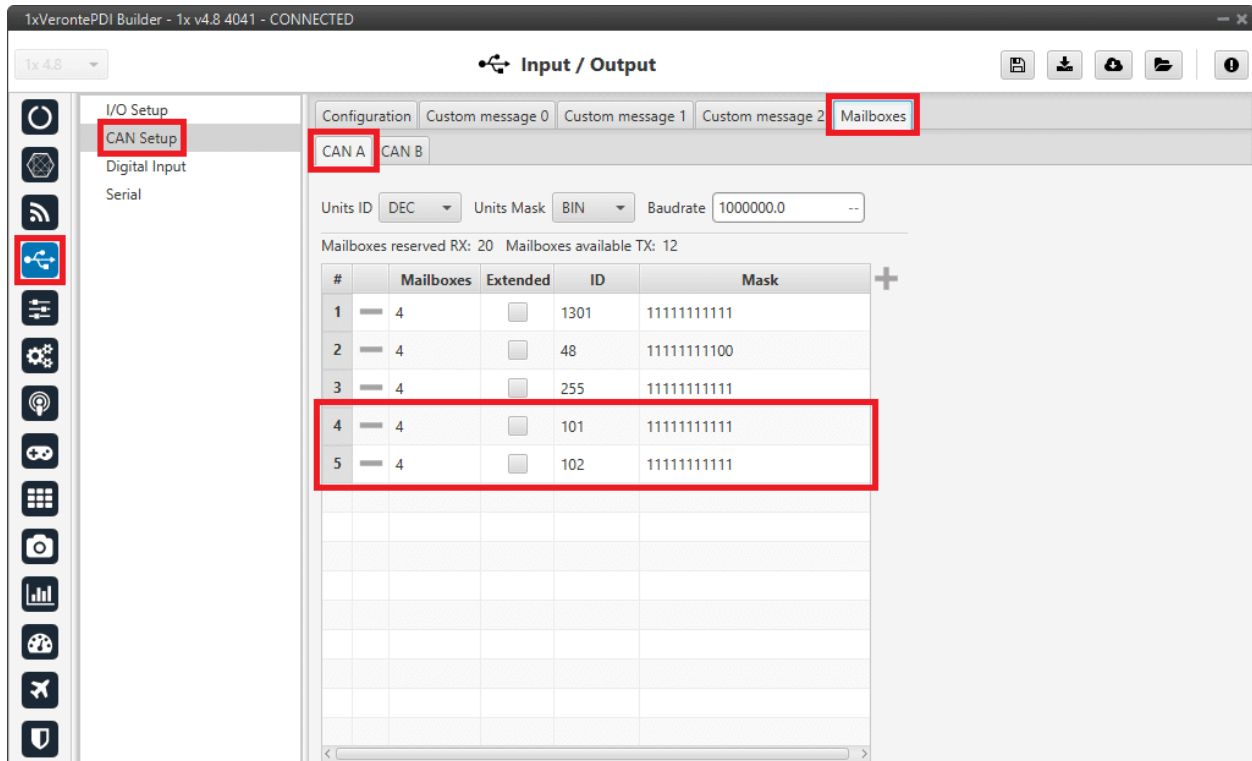 1xVerontePDI Builder - 1x v4.8 4041 - CONNECTED
1x 4.8
Input / Output
I/O Setup
CAN Setup
Digital Input
Serial
Configuration Custom message 0 Custom message 1 Custom message 2 Mailboxes
CAN A CAN B
Units ID DEC Units Mask BIN Baudrate 1000000.0 --
Mailboxes reserved RX: 20 Mailboxes available TX: 12
# Mailboxes Extended ID Mask
1 4 1301 11111111111
2 4 48 11111111100
3 4 255 11111111111
4 4 101 11111111111
5 4 102 11111111111